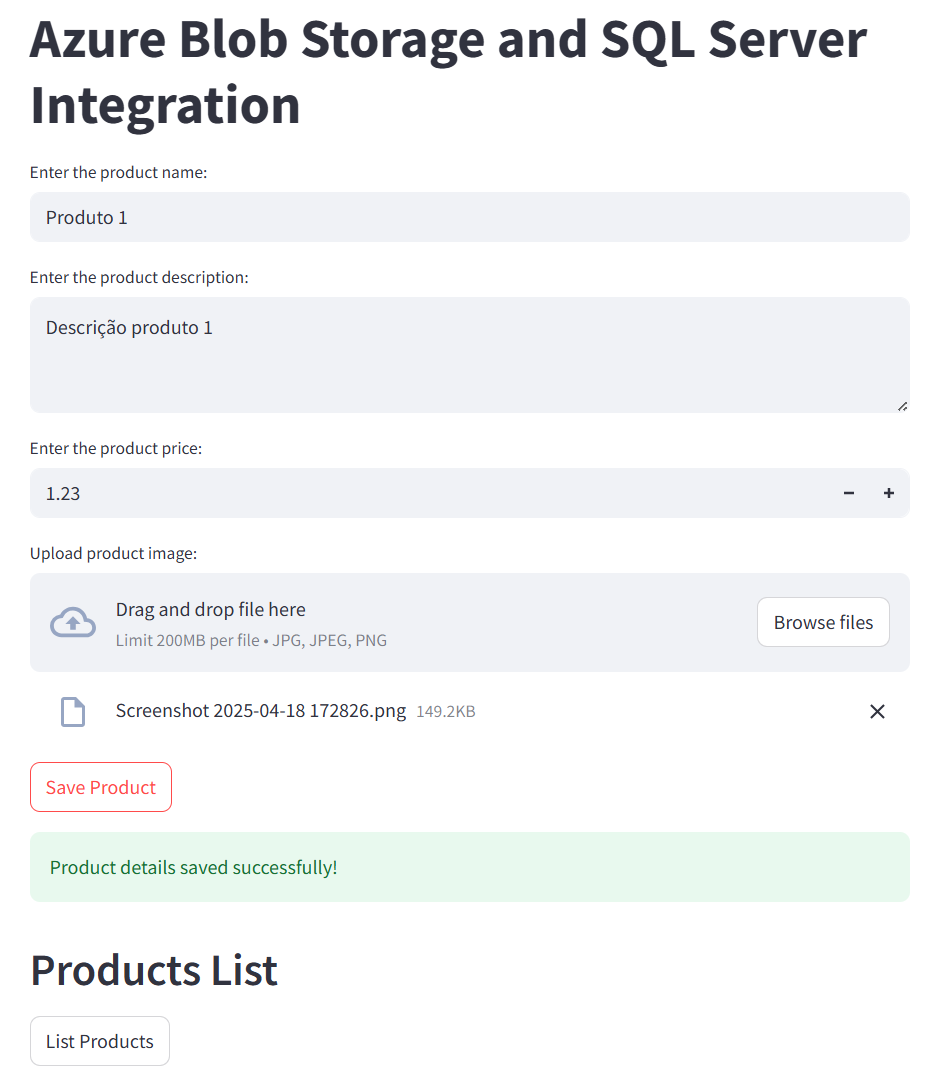 Azure Blob Storage and SQL Server
Integration
Enter the product name:
Produto 1
Enter the product description:
Descrição produto 1
Enter the product price:
1.23
Upload product image:
Drag and drop file here
Limit 200MB per file • JPG, JPEG, PNG
Browse files
Screenshot 2025-04-18 172826.png 149.2KB
Save Product
Product details saved successfully!
Products List
List Products